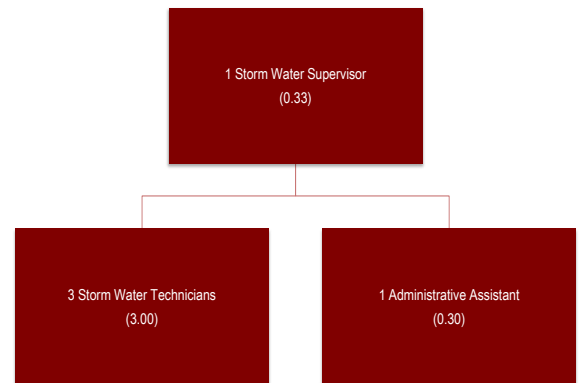 1 Storm Water Supervisor
(0.33)
3 Storm Water Technicians
(3.00)
1 Administrative Assistant
(0.30)